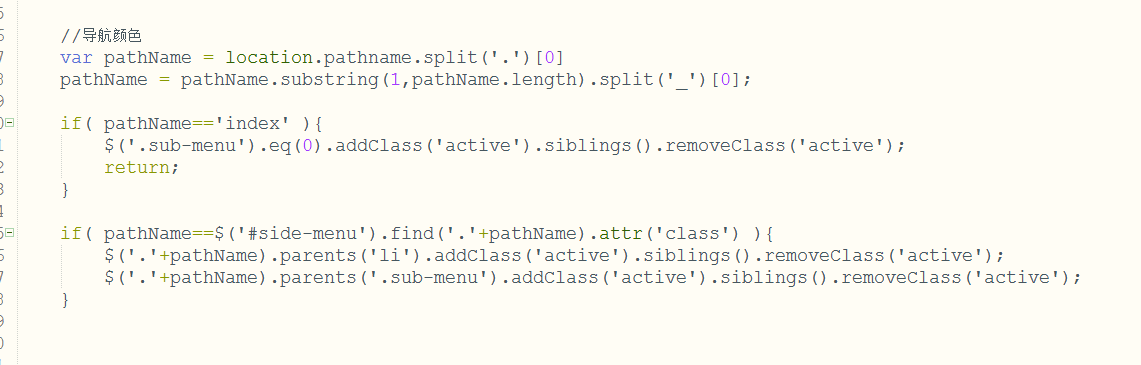 5
6 //导航颜色
7 var pathName = location.pathname.split('.')[0]
8 pathName = pathName.substring(1,pathName.length).split('_')[0];
9
0 if( pathName=='index' ){
1 $('.sub-menu').eq(0).addClass('active').siblings().removeClass('active');
2 return;
3 }
4
5 if( pathName==$('#side-menu').find('.'+pathName).attr('class') ){
6 $('.'+pathName).parents('li').addClass('active').siblings().removeClass('active');
7 $('.'+pathName).parents('.sub-menu').addClass('active').siblings().removeClass('active');
8 }
9
0